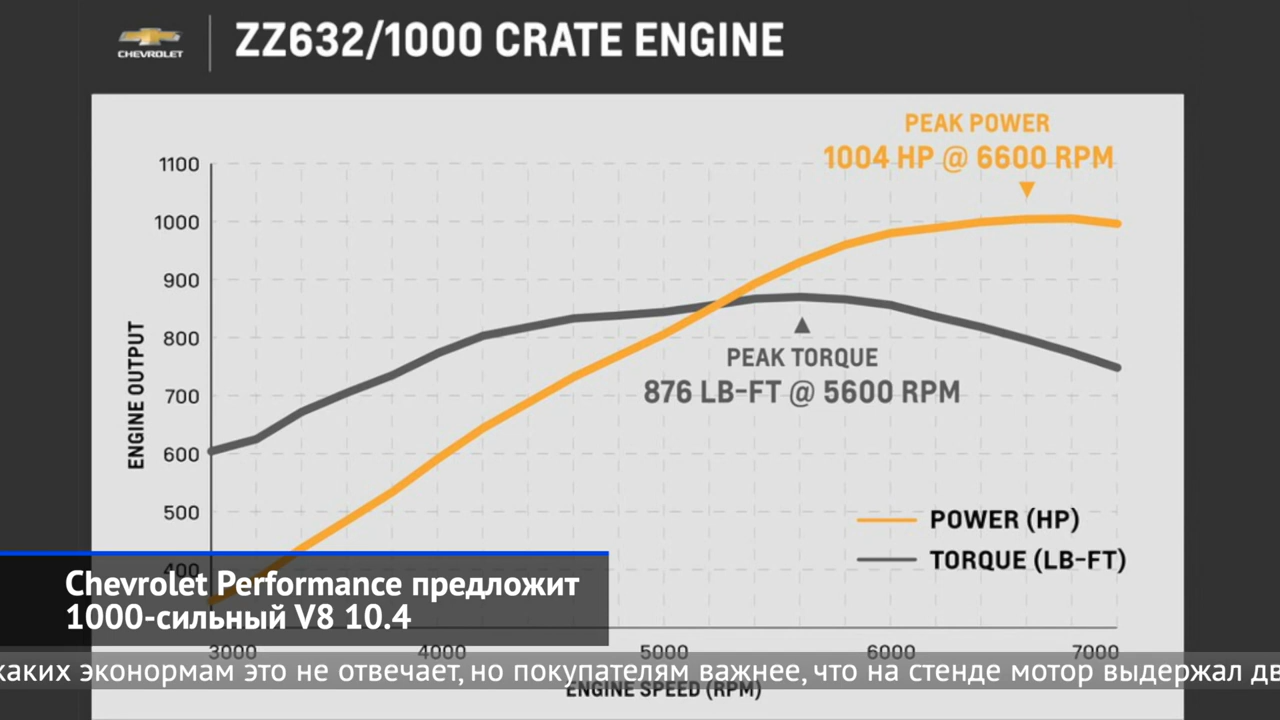 CHEVROLET
ZZ632/1000 CRATE ENGINE
PEAK POWER
1004 HP @ 6600 RPM
1100
1000
900
800
700
600
500
400
ENGINE OUTPUT
PEAK TORQUE
876 LB-FT @ 5600 RPM
POWER (HP)
TORQUE (LB-FT)
Chevrolet Performance предложит
1000-сильный V8 10.4
3000 4000 5000 6000 7000
каких эконормам это не отвечает, но покупателям важнее, что на стенде мотор выдержал дв
ENGINE SPEED (RPM)